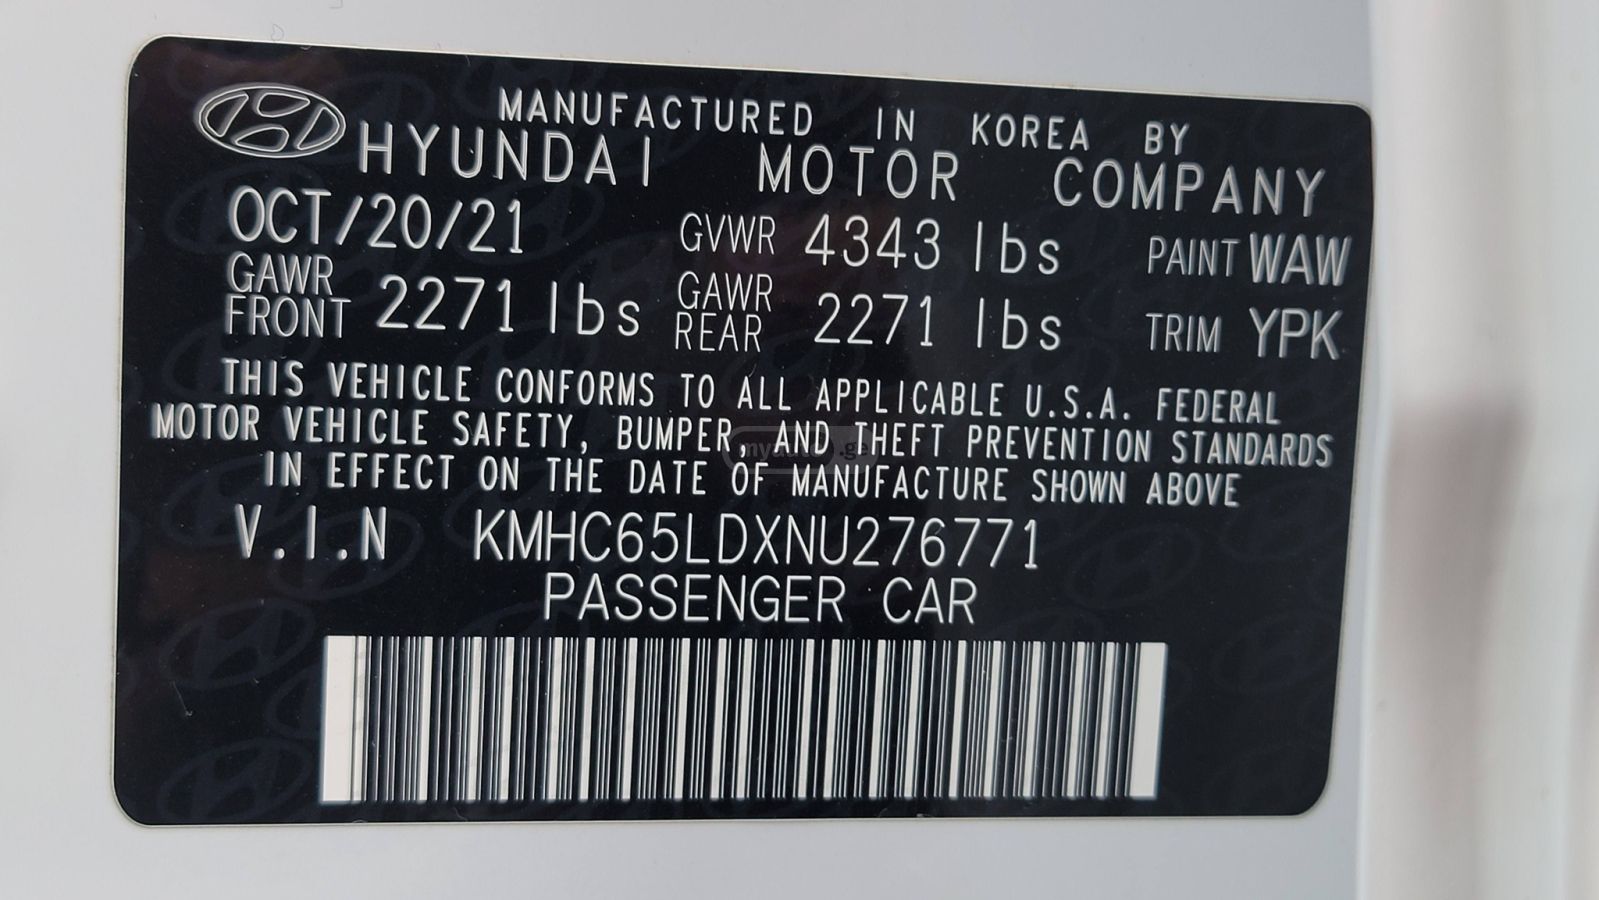 MANUFACTURED IN KOREA BY
HYUNDAI MOTOR COMPANY
OCT/20/21 GVWR 4343 lbs PAINT WAW
GAWR FRONT 2271 lbs GAWR REAR 2271 lbs TRIM YPK
THIS VEHICLE CONFORMS TO ALL APPLICABLE U.S.A. FEDERAL
MOTOR VEHICLE SAFETY, BUMPER, AND THEFT PREVENTION STANDARDS
IN EFFECT ON THE DATE OF MANUFACTURE SHOWN ABOVE
V.I.N KMHC65LDXNU276771
PASSENGER CAR
myauto.ge